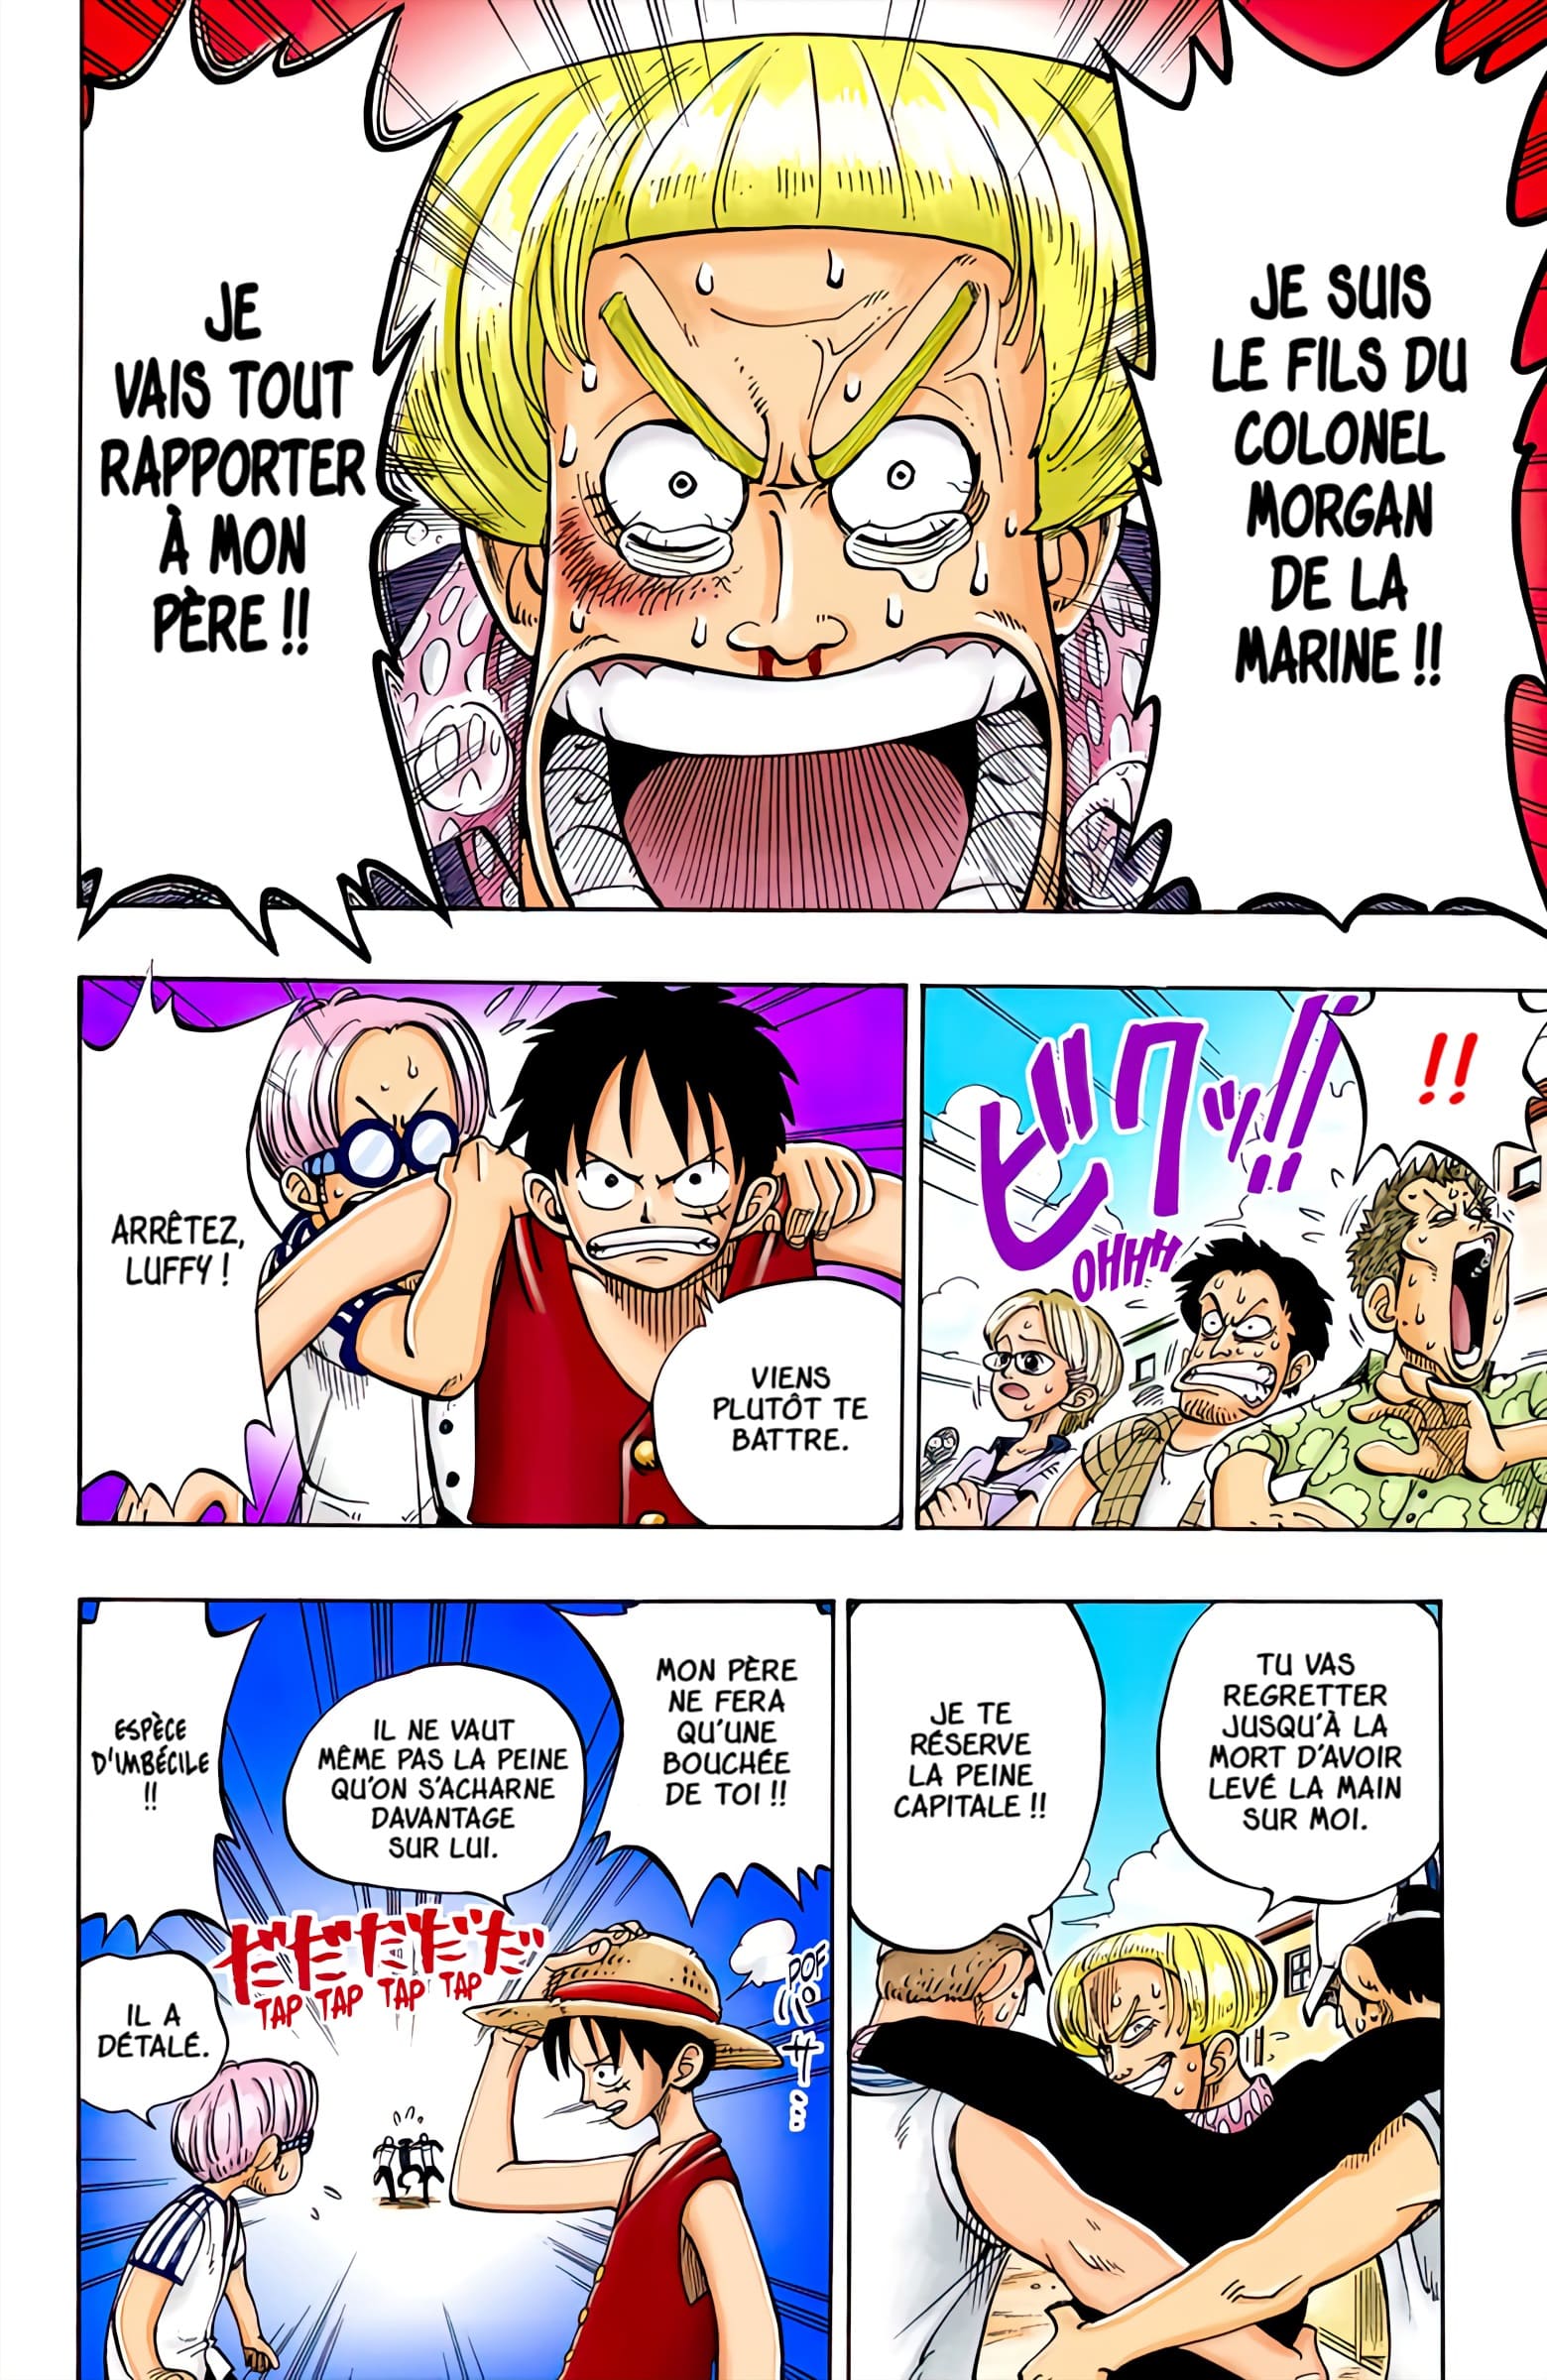 JE SUIS
LE FILS DU
COLONEL
MORGAN
DE LA
MARINE !!
JE
VAIS TOUT
RAPPORTER
À MON
PÈRE !!
!!
ビクッ!!
OHHH
VIENS
PLUTÔT TE
BATTRE.
ARRÊTEZ,
LUFFY !
TU VAS
REGRETTER
JUSQU'À LA
MORT D'AVOIR
LEVÉ LA MAIN
SUR MOI.
JE TE
RÉSERVE
LA PEINE
CAPITALE !!
MON PÈRE
NE FERA
QU'UNE
BOUCHÉE
DE TOI !!
IL NE VAUT
MÊME PAS LA PEINE
QU'ON S'ACHARNE
DAVANTAGE
SUR LUI.
ESPÈCE
D'IMBÉCILE
!!
POF
パサ…
だだだだだ
TAP TAP TAP TAP
IL A
DÉTALÉ.